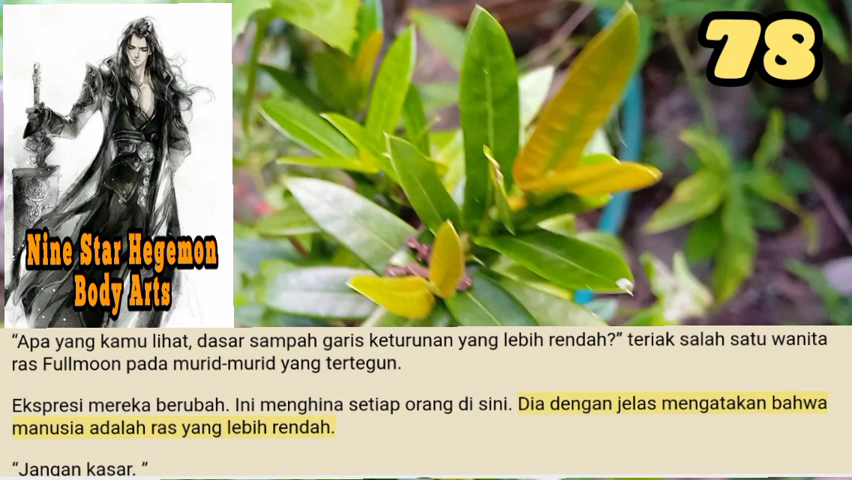 78
Nine Star Hegemon
Body Arts
“Apa yang kamu lihat, dasar sampah garis keturunan yang lebih rendah?” teriak salah satu wanita
ras Fullmoon pada murid-murid yang tertegun.
Ekspresi mereka berubah. Ini menghina setiap orang di sini. Dia dengan jelas mengatakan bahwa
manusia adalah ras yang lebih rendah.
“Jangan kasar. ”